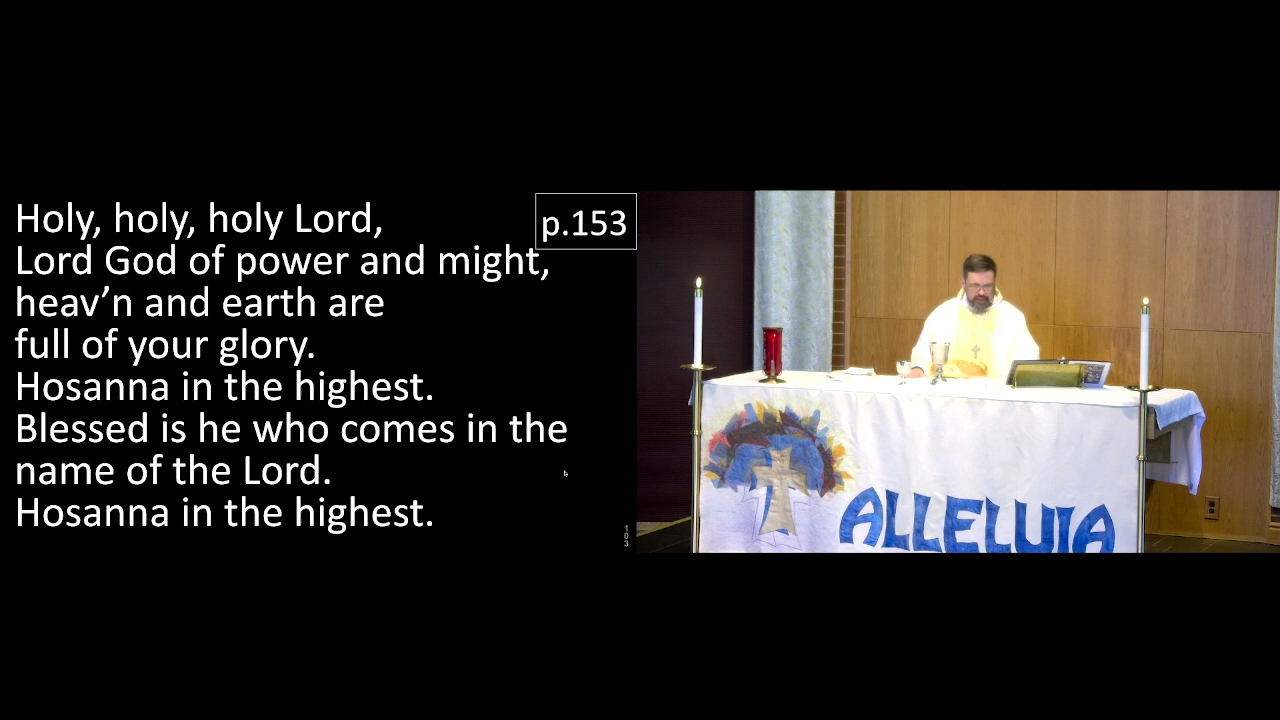 Holy, holy, holy Lord,
p.153
Lord God of power and might,
heav’n and earth are
full of your glory.
Hosanna in the highest.
Blessed is he who comes in the
name of the Lord.
Hosanna in the highest.
103
ALLELUIA